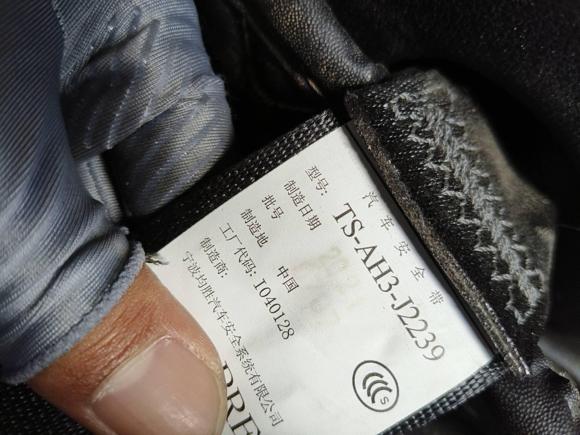 汽车安全带
型号: TS-AH3-J2239
制造日期
批号
制造地 中国
工厂代码: I040128
制造商:
宁波均胜汽车安全系统有限公司
CCC S